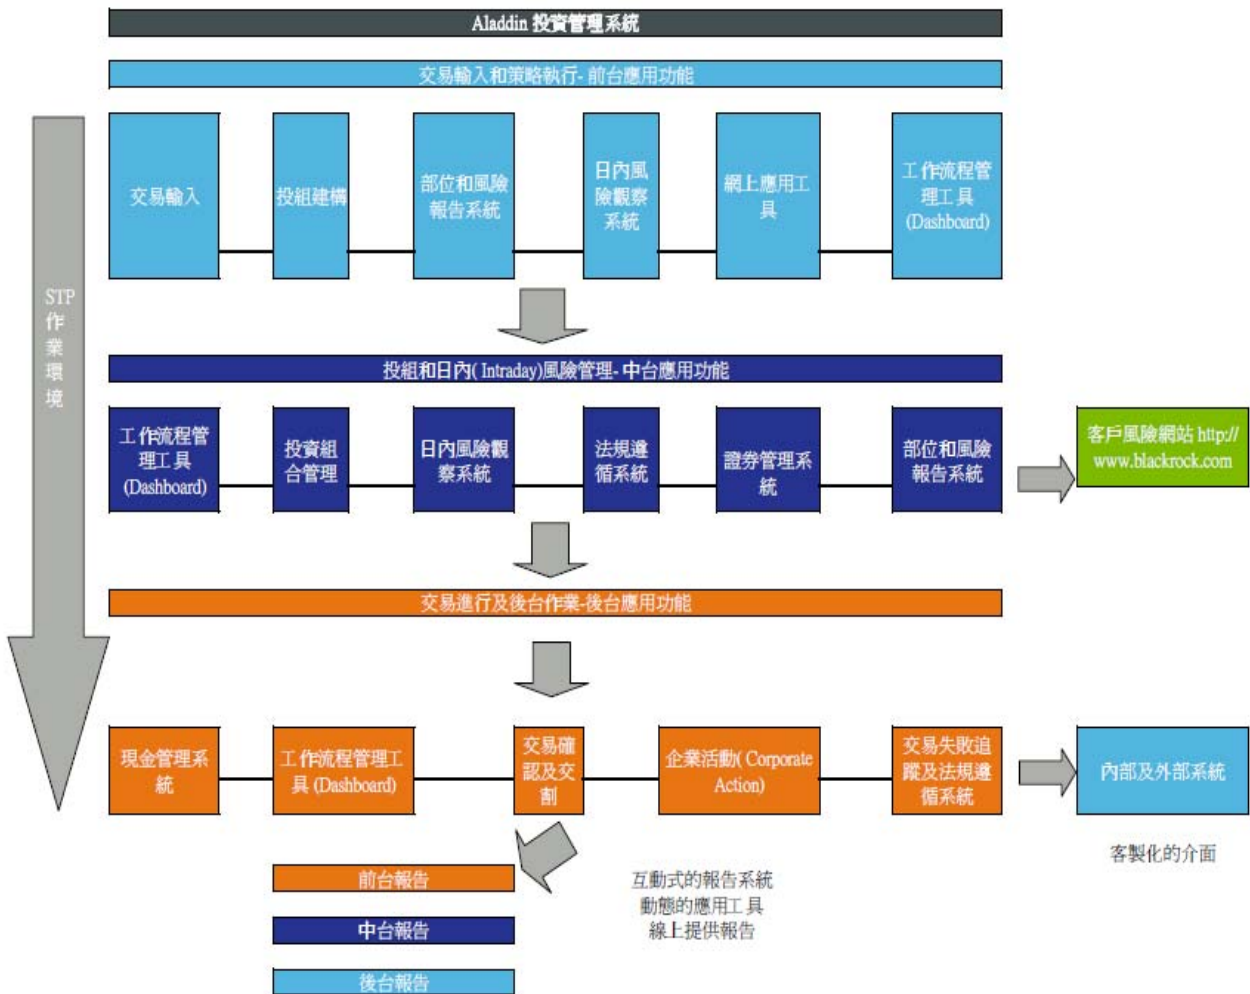 Aladdin 投資管理系統
交易輸入和策略執行- 前台應用功能
交易輸入
投組建構
部位和風險
報告系統
日內風
險觀察
系統
網上應用工
具
工作流程管
理工具
(Dashboard)
STP
作
業
環
境
投組和日內( Intraday)風險管理- 中台應用功能
工作流程管
理工具
(Dashboard)
投資組
合管理
日內風險觀
察系統
法規遵
循系統
證券管理系
統
部位和風險
報告系統
客戶風險網站 http://
www.blackrock.com
交易進行及後台作業-後台應用功能
現金管理系
統
工作流程管理工
具 (Dashboard)
交易確
認及交
割
企業活動( Corporate
Action)
交易失敗追
蹤及法規遵
循系統
內部及外部系統
客製化的介面
前台報告
中台報告
後台報告
互動式的報告系統
動態的應用工具
線上提供報告